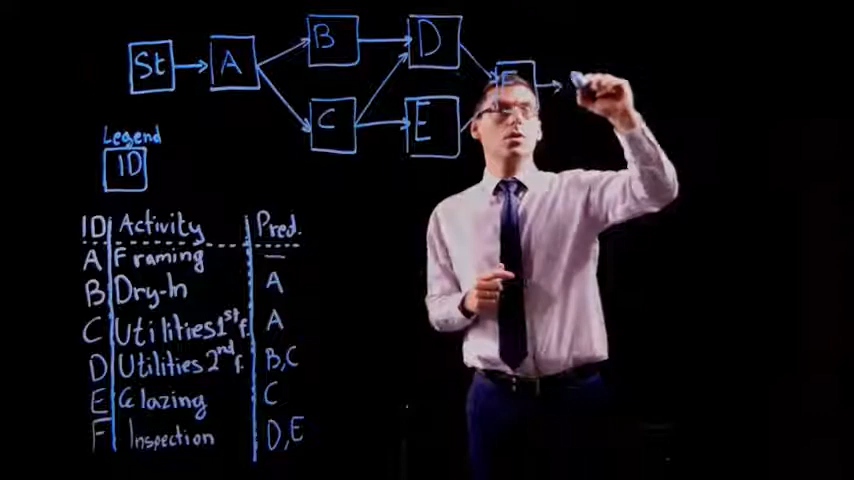 St A B D F
C E
Legend
ID
ID Activity Pred.
A Framing —
B Dry-In A
C Utilities 1st f. A
D Utilities 2nd f. B,C
E Glazing C
F Inspection D,E